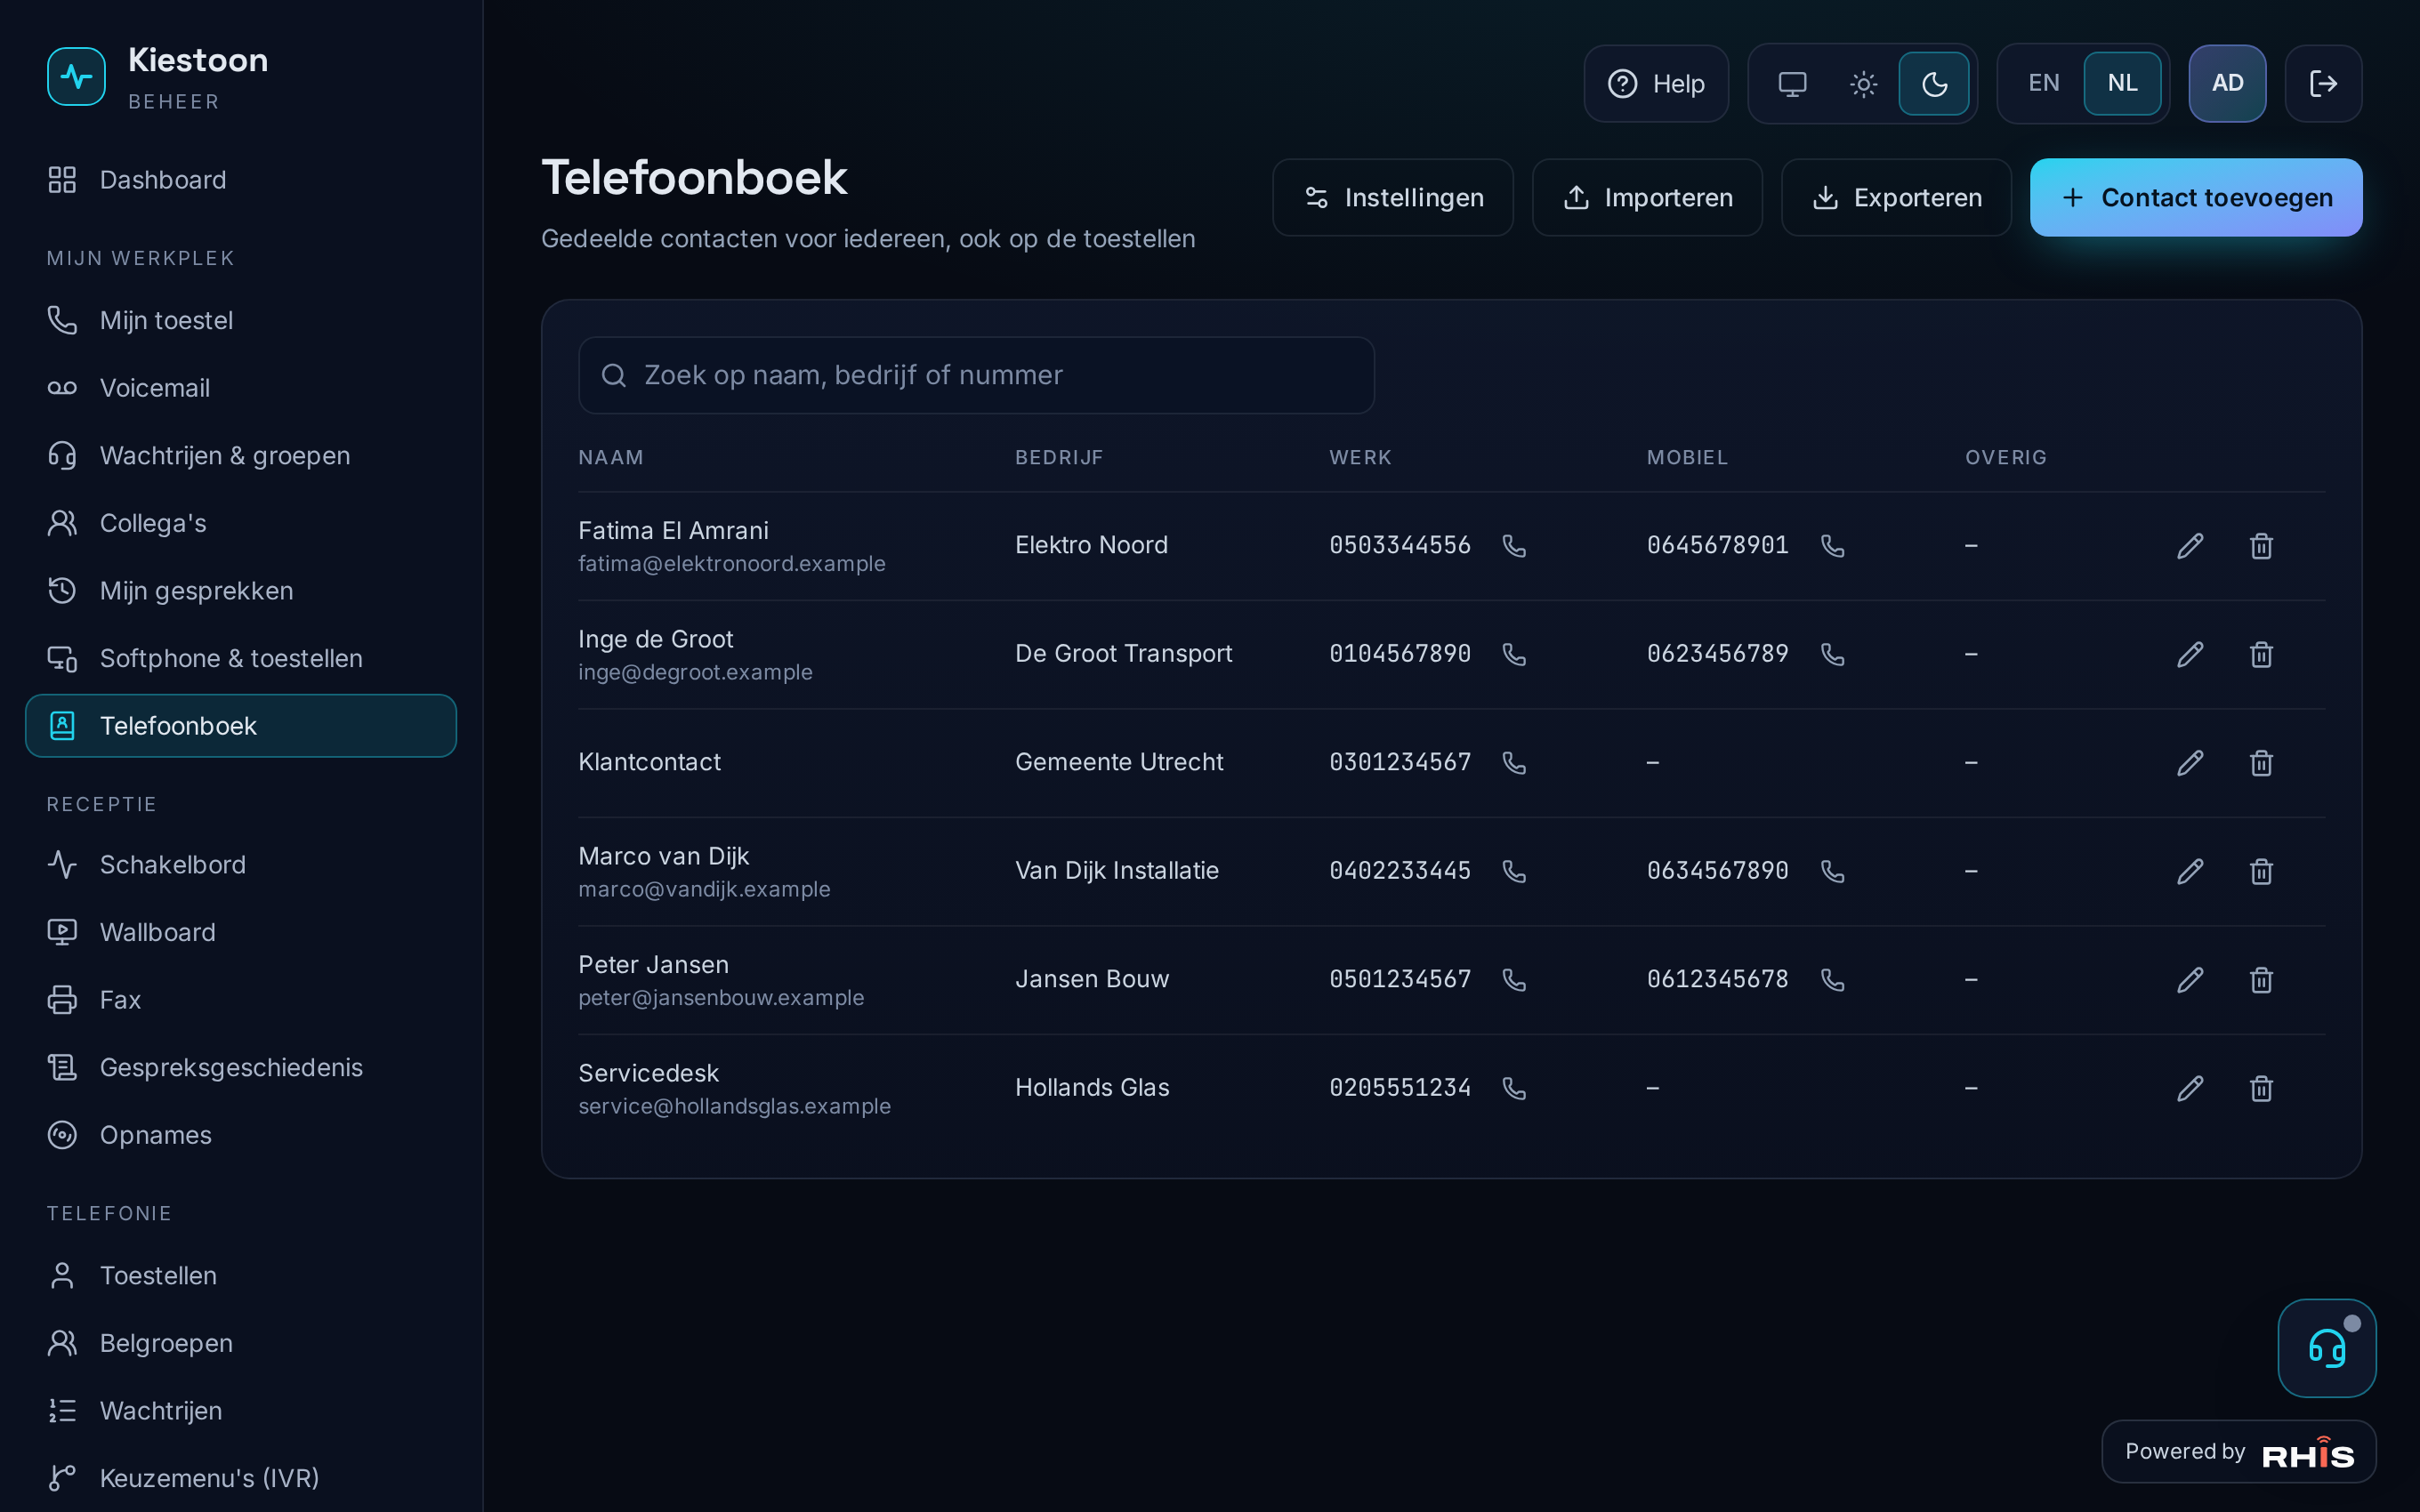 Kiestoon
BEHEER
Dashboard
MIJN WERKPLEK
Mijn toestel
Voicemail
Wachtrijen & groepen
Collega's
Mijn gesprekken
Softphone & toestellen
Telefoonboek
RECEPTIE
Schakelbord
Wallboard
Fax
Gespreksgeschiedenis
Opnames
TELEFONIE
Toestellen
Belgroepen
Wachtrijen
Keuzemenu's (IVR)
Help
EN NL
AD
Telefoonboek
Gedeelde contacten voor iedereen, ook op de toestellen
Instellingen
Importeren
Exporteren
Contact toevoegen
Zoek op naam, bedrijf of nummer
NAAM BEDRIJF WERK MOBIEL OVERIG
Fatima El Amrani
fatima@elektronoord.example
Elektro Noord 0503344556 0645678901 –
Inge de Groot
inge@degroot.example
De Groot Transport 0104567890 0623456789 –
Klantcontact Gemeente Utrecht 0301234567 – –
Marco van Dijk
marco@vandijk.example
Van Dijk Installatie 0402233445 0634567890 –
Peter Jansen
peter@jansenbouw.example
Jansen Bouw 0501234567 0612345678 –
Servicedesk
service@hollandsglas.example
Hollands Glas 0205551234 – –
Powered by RHIS